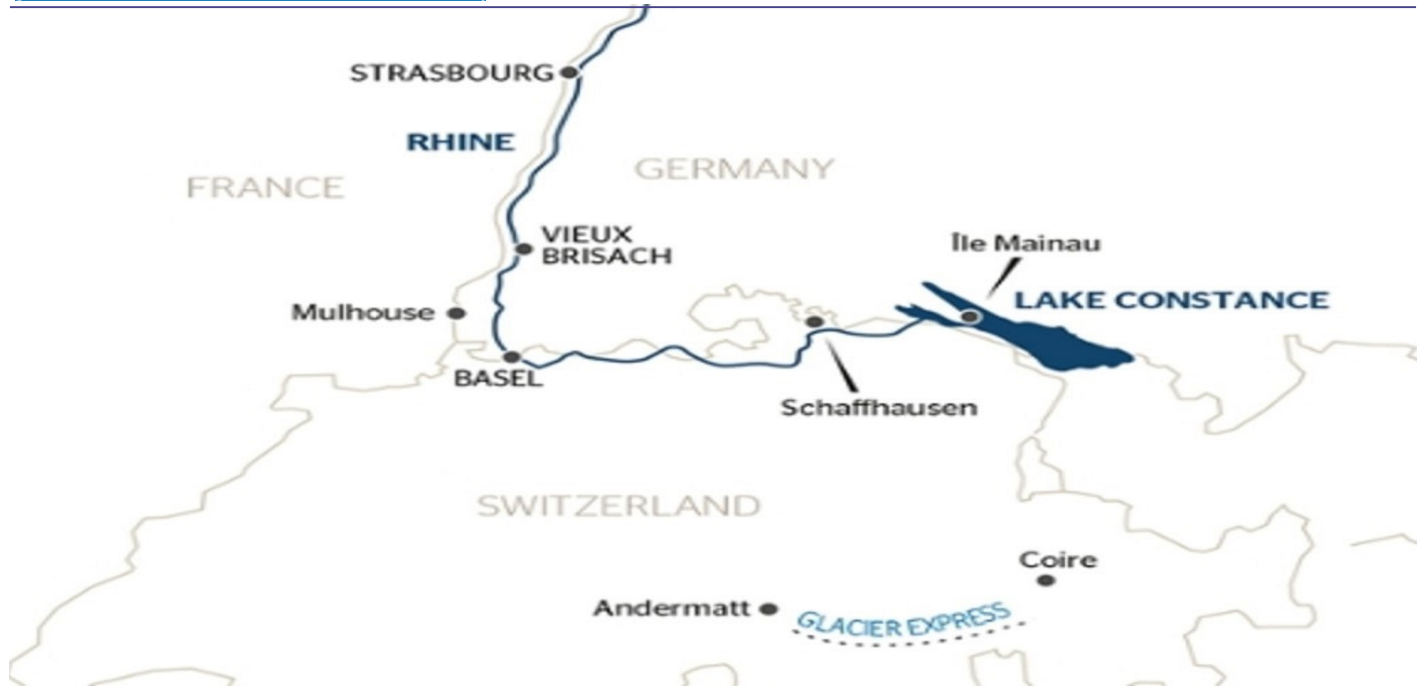 STRASBOURG
RHINE
GERMANY
FRANCE
VIEUX
BRISACH
Île Mainau
LAKE CONSTANCE
Mulhouse
BASEL
Schaffhausen
SWITZERLAND
Coire
Andermatt
GLACIER EXPRESS